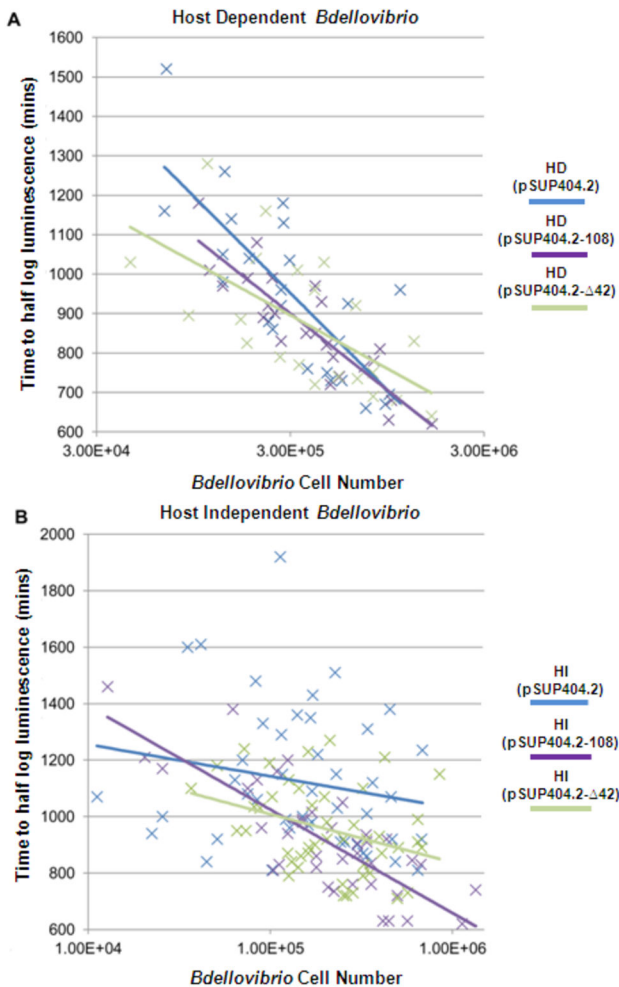 A
Host Dependent Bdellovibrio
Time to half log luminescence (mins)
1600
1500
1400
1300
1200
1100
1000
900
800
700
600
3.00E+04
3.00E+05
3.00E+06
Bdellovibrio Cell Number
HD
(pSUP404.2)
HD
(pSUP404.2-108)
HD
(pSUP404.2-Δ42)
B
Host Independent Bdellovibrio
Time to half log luminescence (mins)
2000
1800
1600
1400
1200
1000
800
600
1.00E+04
1.00E+05
1.00E+06
Bdellovibrio Cell Number
HI
(pSUP404.2)
HI
(pSUP404.2-108)
HI
(pSUP404.2-Δ42)